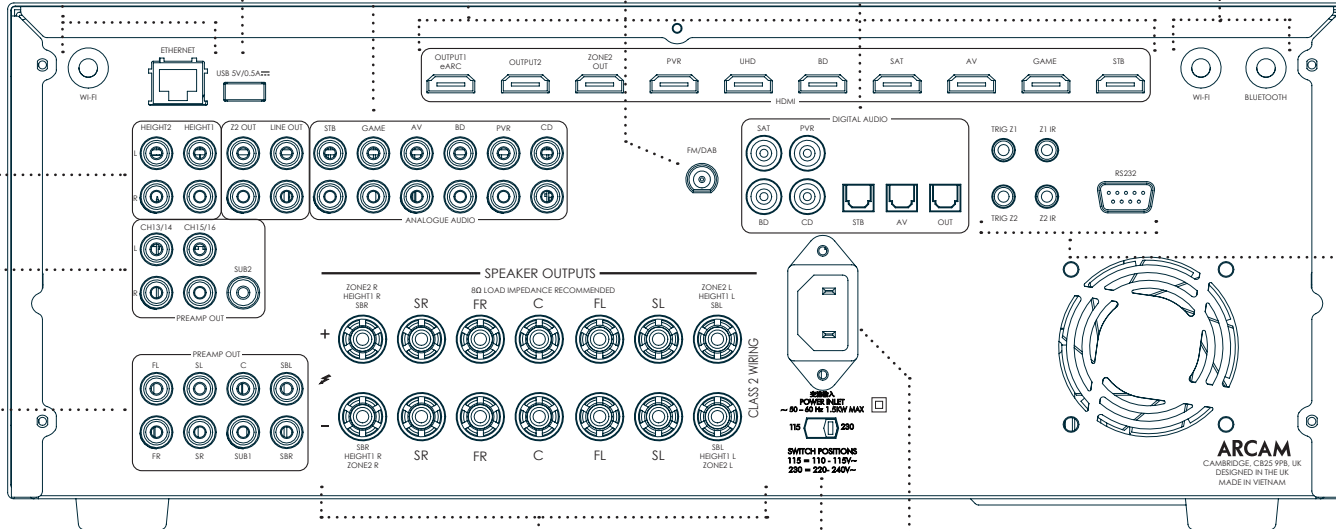 WI-FI
ETHERNET
USB 5V/0.5A
OUTPUT1
eARC
OUTPUT2
ZONE2
OUT
PVR
UHD
BD
SAT
AV
GAME
STB
HDMI
WI-FI
BLUETOOTH
HEIGHT2
HEIGHT1
Z2 OUT
LINE OUT
STB
GAME
AV
BD
PVR
CD
L
R
ANALOGUE AUDIO
FM/DAB
DIGITAL AUDIO
SAT
PVR
BD
CD
STB
AV
OUT
TRIG Z1
Z1 IR
TRIG Z2
Z2 IR
RS232
CH13/14
CH15/16
L
R
SUB2
PREAMP OUT
SPEAKER OUTPUTS
8Ω LOAD IMPEDANCE RECOMMENDED
ZONE2 R
HEIGHT1 R
SBR
SR
FR
C
FL
SL
ZONE2 L
HEIGHT1 L
SBL
+
−
SBR
HEIGHT1 R
ZONE2 R
SR
FR
C
FL
SL
SBL
HEIGHT1 L
ZONE2 L
CLASS 2 WIRING
PREAMP OUT
FL
SL
C
SBL
FR
SR
SUB1
SBR
POWER INLET
~ 50 – 60 Hz 1.5KW MAX
115
230
SWITCH POSITIONS
115 = 110 - 115V~
230 = 220- 240V~
ARCAM
CAMBRIDGE, CB25 9PB, UK
DESIGNED IN THE UK
MADE IN VIETNAM